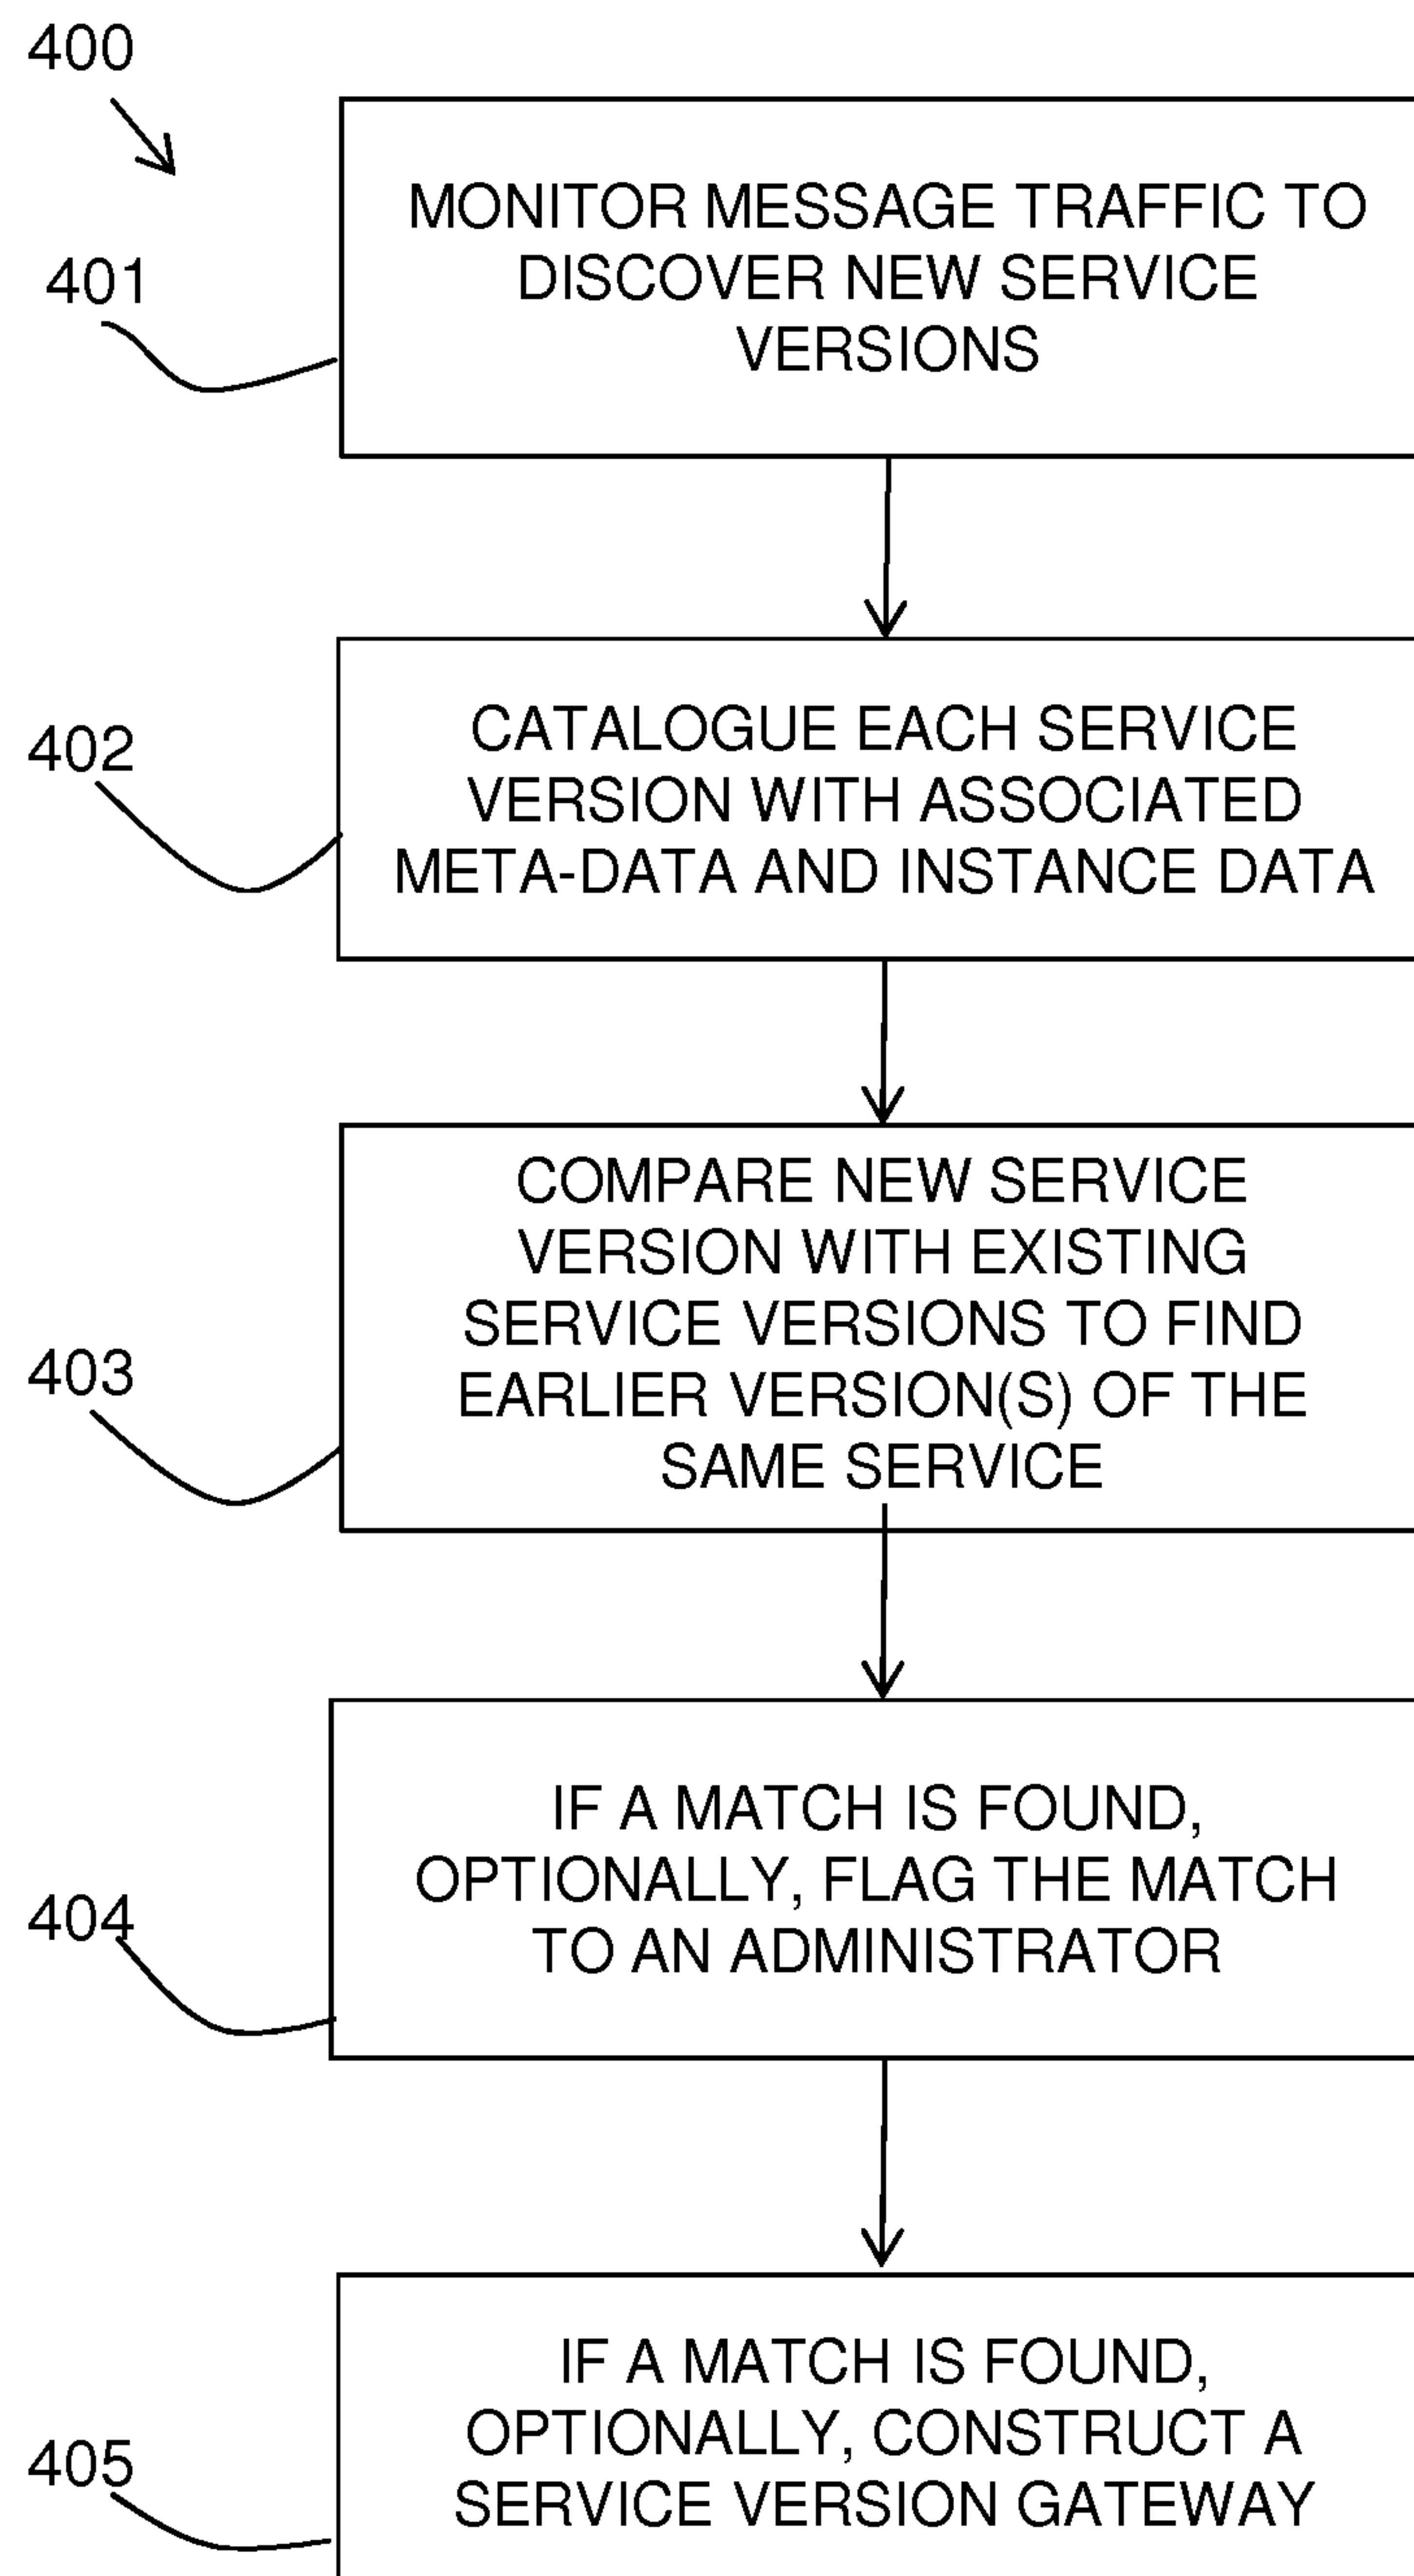 400
401
MONITOR MESSAGE TRAFFIC TO
DISCOVER NEW SERVICE
VERSIONS
402
CATALOGUE EACH SERVICE
VERSION WITH ASSOCIATED
META-DATA AND INSTANCE DATA
403
COMPARE NEW SERVICE
VERSION WITH EXISTING
SERVICE VERSIONS TO FIND
EARLIER VERSION(S) OF THE
SAME SERVICE
404
IF A MATCH IS FOUND,
OPTIONALLY, FLAG THE MATCH
TO AN ADMINISTRATOR
405
IF A MATCH IS FOUND,
OPTIONALLY, CONSTRUCT A
SERVICE VERSION GATEWAY